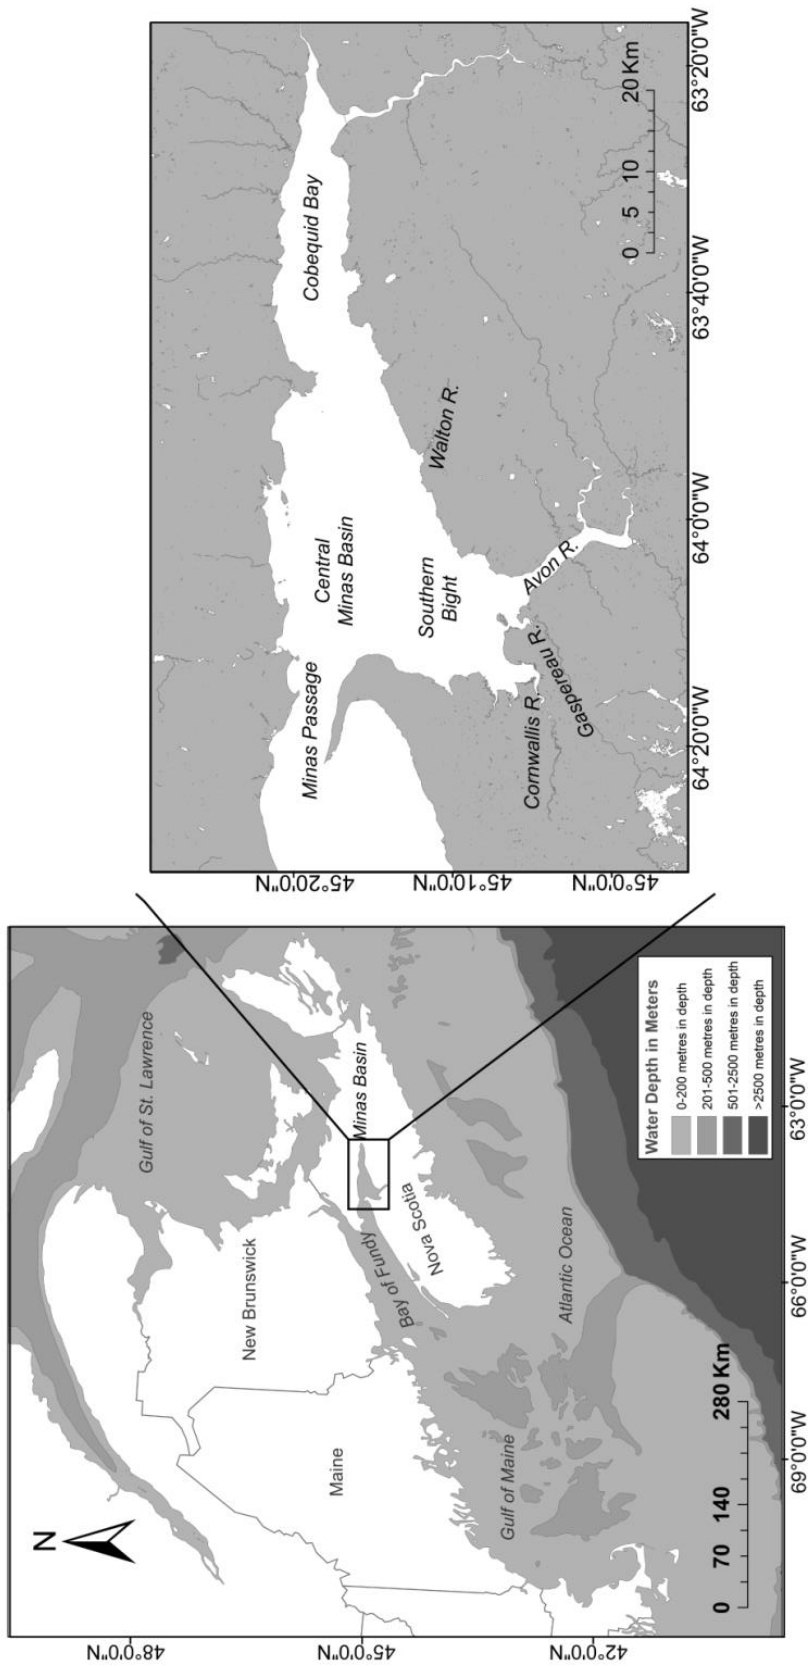 N
48°0'0"N
45°0'0"N
42°0'0"N
Gulf of St. Lawrence
New Brunswick
Maine
Minas Basin
Bay of Fundy
Nova Scotia
Gulf of Maine
Atlantic Ocean
0 70 140 280 Km
Water Depth in Meters
0-200 metres in depth
201-500 metres in depth
501-2500 metres in depth
>2500 metres in depth
69°0'0"W 66°0'0"W 63°0'0"W
45°20'0"N
45°10'0"N
45°0'0"N
Minas Passage
Central
Minas Basin
Cobequid Bay
Southern
Bight
Walton R.
Cornwallis R.
Gaspereau R.
Avon R.
0 5 10 20 Km
64°20'0"W 64°0'0"W 63°40'0"W 63°20'0"W